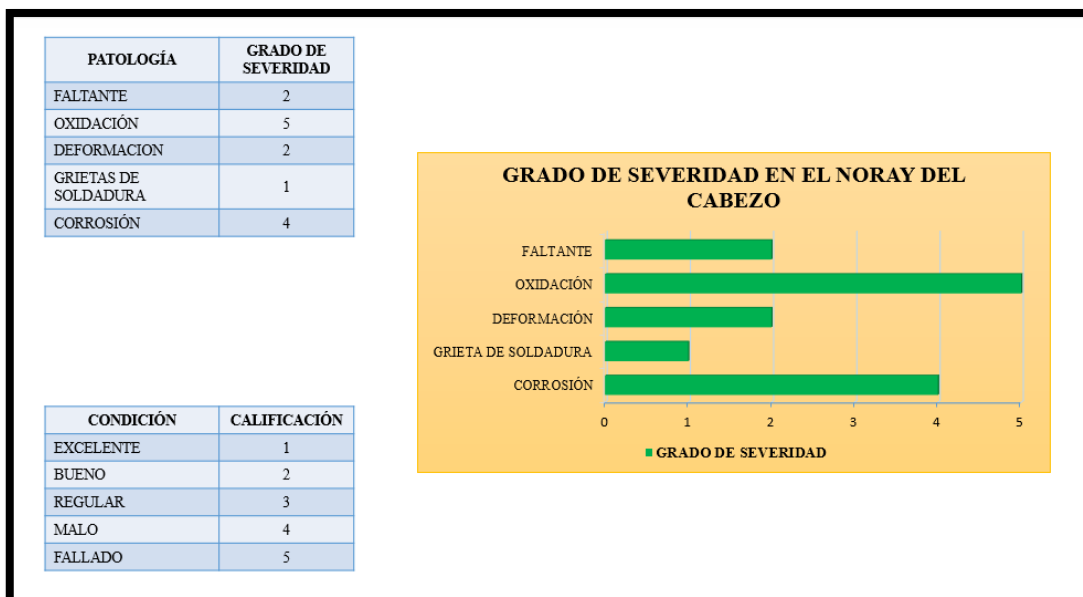 PATOLOGÍA GRADO DE SEVERIDAD
FALTANTE 2
OXIDACIÓN 5
DEFORMACION 2
GRIETAS DE SOLDADURA 1
CORROSIÓN 4
GRADO DE SEVERIDAD EN EL NORAY DEL
CABEZO
FALTANTE
OXIDACIÓN
DEFORMACIÓN
GRIETA DE SOLDADURA
CORROSIÓN
0 1 2 3 4 5
GRADO DE SEVERIDAD
CONDICIÓN CALIFICACIÓN
EXCELENTE 1
BUENO 2
REGULAR 3
MALO 4
FALLADO 5